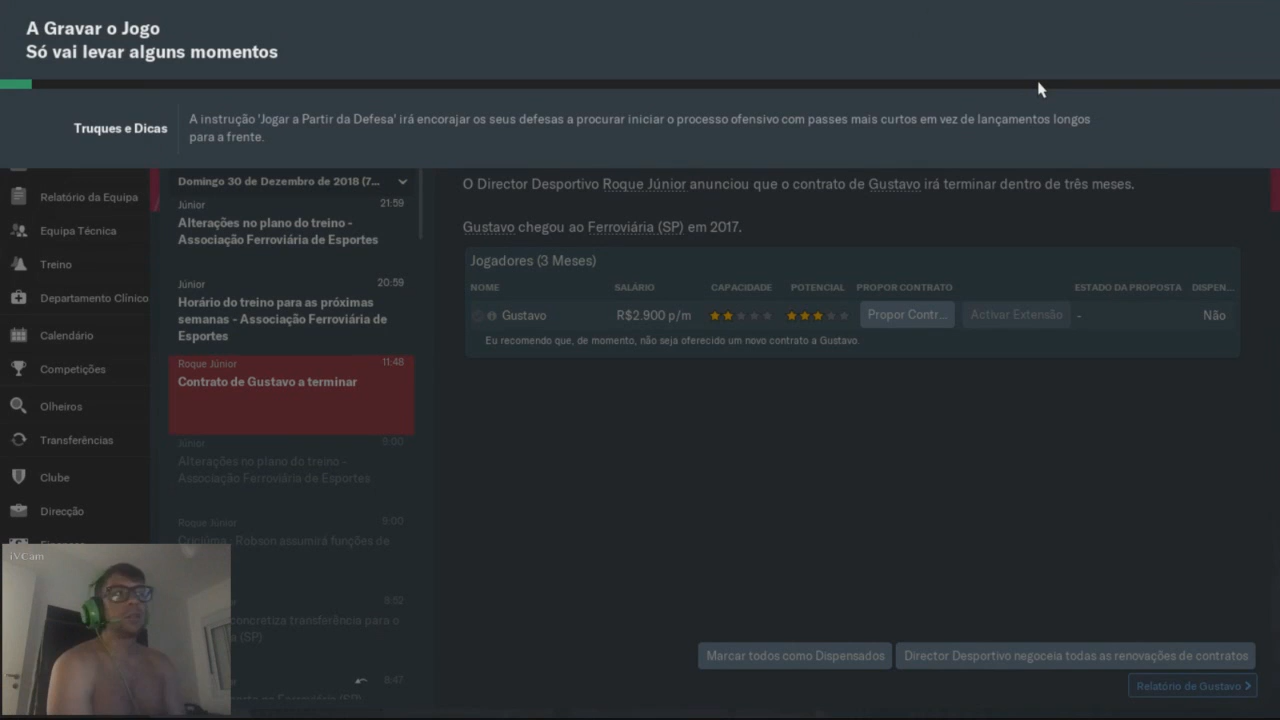 A Gravar o Jogo
Só vai levar alguns momentos
Truques e Dicas
A instrução 'Jogar a Partir da Defesa' irá encorajar os seus defesas a procurar iniciar o processo ofensivo com passes mais curtos em vez de lançamentos longos
para a frente.
Relatório da Equipa
Equipa Técnica
Treino
Departamento Clínico
Calendário
Competições
Olheiros
Transferências
Clube
Direcção
iVCam
Domingo 30 de Dezembro de 2018 (7...
Júnior 21:59
Alterações no plano do treino -
Associação Ferroviária de Esportes
Júnior 20:59
Horário do treino para as próximas
semanas - Associação Ferroviária de
Esportes
Roque Júnior 11:48
Contrato de Gustavo a terminar
Júnior 9:00
Alterações no plano do treino -
Associação Ferroviária de Esportes
Roque Júnior 9:00
Criciúma - Robson assumirá funções de
8:52
concretiza transferência para o
(SP)
8:47
O Director Desportivo Roque Júnior anunciou que o contrato de Gustavo irá terminar dentro de três meses.
Gustavo chegou ao Ferroviária (SP) em 2017.
Jogadores (3 Meses)
NOME SALÁRIO CAPACIDADE POTENCIAL PROPOR CONTRATO ESTADO DA PROPOSTA DISPEN...
Gustavo R$2.900 p/m Propor Contr... Activar Extensão - Não
Eu recomendo que, de momento, não seja oferecido um novo contrato a Gustavo.
Marcar todos como Dispensados Director Desportivo negoceia todas as renovações de contratos
Relatório de Gustavo